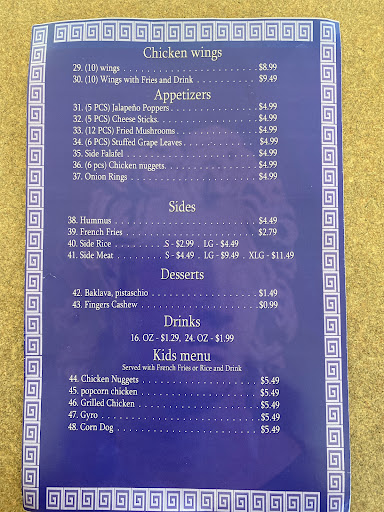 Chicken wings
29. (10) wings . . . . . . . . . . . . . . . . . . . . . . . . . . . $8.99
30. (10) Wings with Fries and Drink . . . . . . . . . . . . . $9.49
Appetizers
31. (5 PCS) Jalapeño Poppers . . . . . . . . . . . . . . . . . $4.99
32. (5 PCS) Cheese Sticks. . . . . . . . . . . . . . . . . . . . $4.99
33. (12 PCS) Fried Mushrooms . . . . . . . . . . . . . . . . $4.99
34. (6 PCS) Stuffed Grape Leaves . . . . . . . . . . . . . . . $4.99
35. Side Falafel . . . . . . . . . . . . . . . . . . . . . . . . . . $4.99
36. (6 pcs) Chicken nuggets. . . . . . . . . . . . . . . . . . . $4.99
37. Onion Rings . . . . . . . . . . . . . . . . . . . . . . . . . . $4.99
Sides
38. Hummus . . . . . . . . . . . . . . . . . . . . . . . . . . . . $4.49
39. French Fries . . . . . . . . . . . . . . . . . . . . . . . . . . $2.79
40. Side Rice . . . . . . . . . . .S - $2.99 . LG - $4.49
41. Side Meat . . . . . . . . . . .S - $4.49 . LG - $9.49 . XLG - $11.49
Desserts
42. Baklava, pistaschio . . . . . . . . . . . . . . . . . . . . . $1.49
43. Fingers Cashew . . . . . . . . . . . . . . . . . . . . . . . . $0.99
Drinks
16. OZ - $1.29, 24. OZ - $1.99
Kids menu
Served with French Fries or Rice and Drink
44. Chicken Nuggets . . . . . . . . . . . . . . . . . . . . . . . $5.49
45. popcorn chicken . . . . . . . . . . . . . . . . . . . . . . . $5.49
46. Grilled Chicken . . . . . . . . . . . . . . . . . . . . . . . . $5.49
47. Gyro . . . . . . . . . . . . . . . . . . . . . . . . . . . . . . . $5.49
48. Corn Dog . . . . . . . . . . . . . . . . . . . . . . . . . . . . $5.49